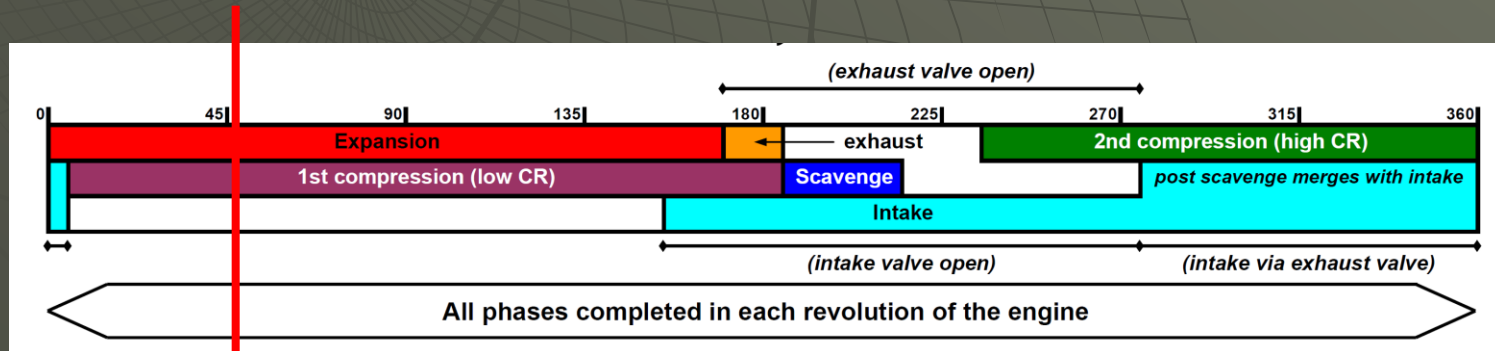 (exhaust valve open)
0 45 90 135 180 225 270 315 360
Expansion exhaust 2nd compression (high CR)
1st compression (low CR) Scavenge post scavenge merges with intake
Intake
(intake valve open) (intake via exhaust valve)
All phases completed in each revolution of the engine